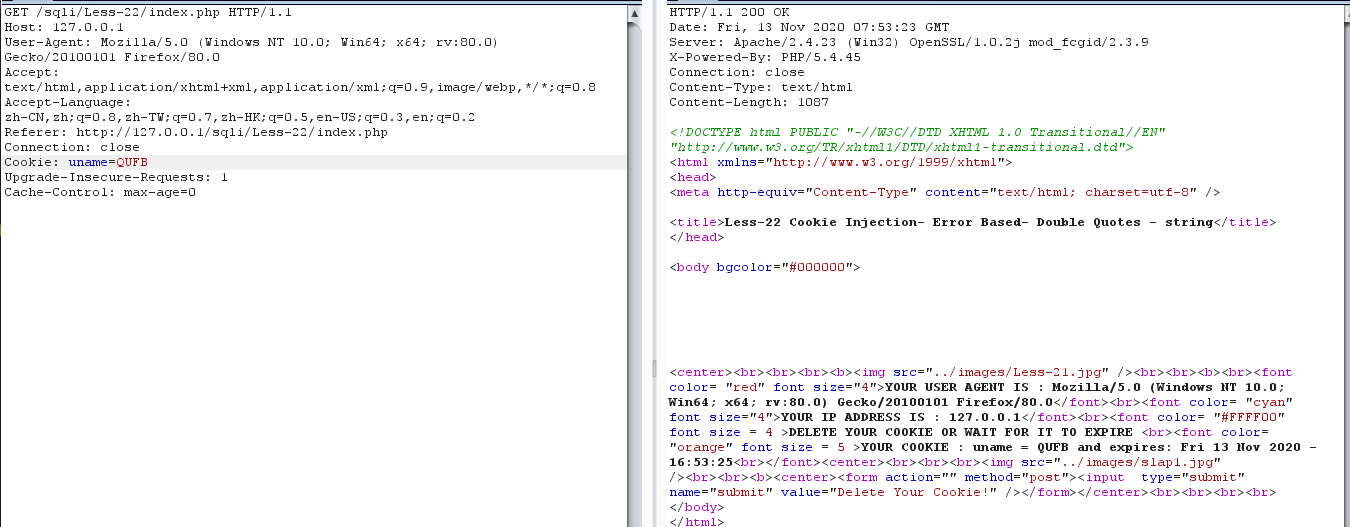 GET /sqli/Less-22/index.php HTTP/1.1
Host: 127.0.0.1
User-Agent: Mozilla/5.0 (Windows NT 10.0; Win64; x64; rv:80.0)
Gecko/20100101 Firefox/80.0
Accept:
text/html,application/xhtml+xml,application/xml;q=0.9,image/webp,*/*;q=0.8
Accept-Language:
zh-CN,zh;q=0.8,zh-TW;q=0.7,zh-HK;q=0.5,en-US;q=0.3,en;q=0.2
Referer: http://127.0.0.1/sqli/Less-22/index.php
Connection: close
Cookie: uname=QUFB
Upgrade-Insecure-Requests: 1
Cache-Control: max-age=0
HTTP/1.1 200 OK
Date: Fri, 13 Nov 2020 07:53:23 GMT
Server: Apache/2.4.23 (Win32) OpenSSL/1.0.2j mod_fcgid/2.3.9
X-Powered-By: PHP/5.4.45
Connection: close
Content-Type: text/html
Content-Length: 1087
<!DOCTYPE html PUBLIC "-//W3C//DTD XHTML 1.0 Transitional//EN"
"http://www.w3.org/TR/xhtml1/DTD/xhtml1-transitional.dtd">
<html xmlns="http://www.w3.org/1999/xhtml">
<head>
<meta http-equiv="Content-Type" content="text/html; charset=utf-8" />
<title>Less-22 Cookie Injection- Error Based- Double Quotes - string</title>
</head>
<body bgcolor="#000000">
<center><br><br><br><b><img src="../images/Less-21.jpg" /><br><br><b><br><font
color= "red" font size="4">YOUR USER AGENT IS : Mozilla/5.0 (Windows NT 10.0;
Win64; x64; rv:80.0) Gecko/20100101 Firefox/80.0</font><br><font color= "cyan"
font size="4">YOUR IP ADDRESS IS : 127.0.0.1</font><br><font color= "#FFFF00"
font size = 4 >DELETE YOUR COOKIE OR WAIT FOR IT TO EXPIRE <br><font color=
"orange" font size = 5 >YOUR COOKIE : uname = QUFB and expires: Fri 13 Nov 2020 -
16:53:25<br></font><center><br><br><br><img src="../images/slap1.jpg"
/><br><br><b><center><form action="" method="post"><input  type="submit"
name="submit" value="Delete Your Cookie!" /></form></center><br><br><br><br>
</body>
</html>